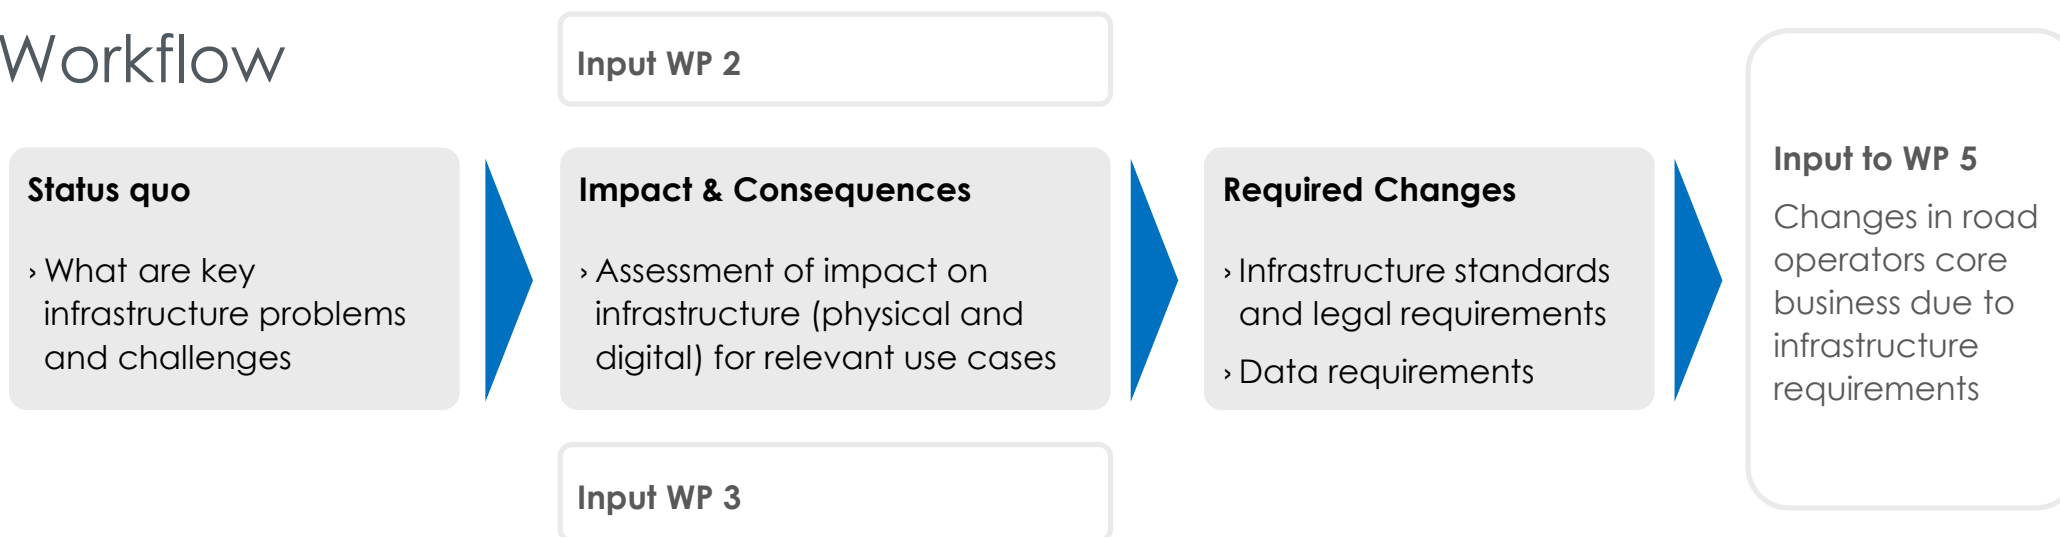 Workflow
Input WP 2
Status quo
› What are key
infrastructure problems
and challenges
Impact & Consequences
› Assessment of impact on
infrastructure (physical and
digital) for relevant use cases
Required Changes
› Infrastructure standards
and legal requirements
› Data requirements
Input to WP 5
Changes in road
operators core
business due to
infrastructure
requirements
Input WP 3